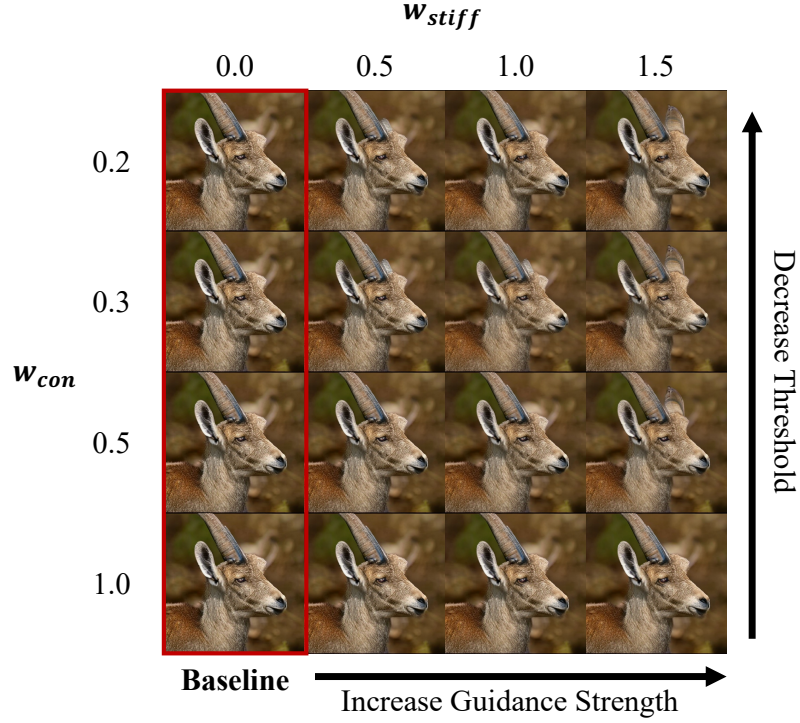 w_stiff
0.0 0.5 1.0 1.5
0.2
0.3
w_con
0.5
1.0
Decrease Threshold
Baseline
Increase Guidance Strength